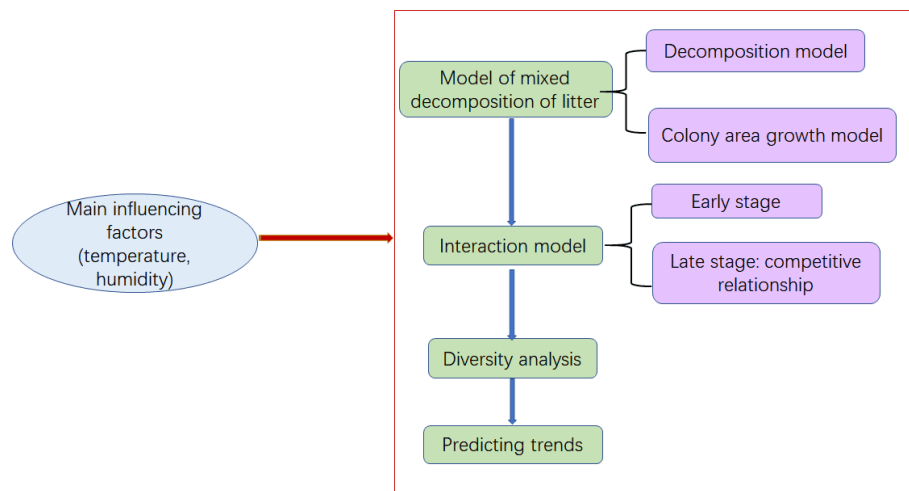 Main influencing
factors
(temperature,
humidity)
Model of mixed
decomposition of litter
Decomposition model
Colony area growth model
Interaction model
Early stage
Late stage: competitive
relationship
Diversity analysis
Predicting trends